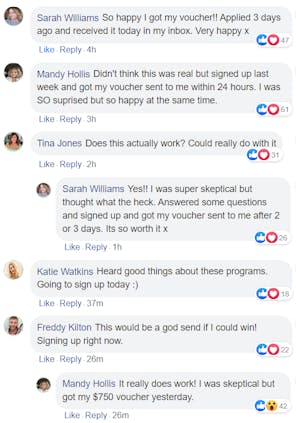 Sarah Williams So happy I got my voucher!! Applied 3 days
ago and received it today in my inbox. Very happy x
47
Like · Reply · 4h
Mandy Hollis Didn't think this was real but signed up last
week and got my voucher sent to me within 24 hours. I was
SO suprised but so happy at the same time.
61
Like · Reply · 3h
Tina Jones Does this actually work? Could really do with it
31
Like · Reply · 2h
Sarah Williams Yes!! I was super skeptical but
thought what the heck. Answered some questions
and signed up and got my voucher sent to me after 2
or 3 days. Its so worth it x
26
Like · Reply · 1h
Katie Watkins Heard good things about these programs.
Going to sign up today :)
18
Like · Reply · 37m
Freddy Kilton This would be a god send if I could win!
Signing up right now.
22
Like · Reply · 26m
Mandy Hollis It really does work! I was skeptical but
got my $750 voucher yesterday.
42
Like · Reply · 26m